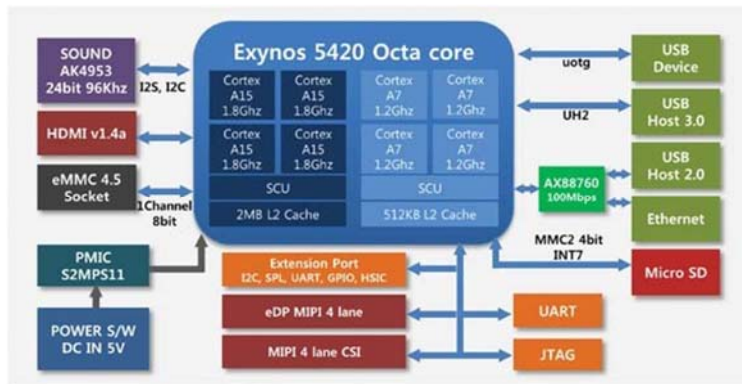 Exynos 5420 Octa core
SOUND
AK4953
24bit 96Khz
I2S, I2C
HDMI v1.4a
eMMC 4.5
Socket
1Channel
8bit
PMIC
S2MPS11
POWER S/W
DC IN 5V
Cortex
A15
1.8Ghz
Cortex
A15
1.8Ghz
Cortex
A15
1.8Ghz
Cortex
A15
1.8Ghz
SCU
2MB L2 Cache
Cortex
A7
1.2Ghz
Cortex
A7
1.2Ghz
Cortex
A7
1.2Ghz
Cortex
A7
1.2Ghz
SCU
512KB L2 Cache
uotg
USB
Device
UH2
USB
Host 3.0
AX88760
100Mbps
USB
Host 2.0
Ethernet
MMC2 4bit
INT7
Micro SD
Extension Port
I2C, SPL, UART, GPIO, HSIC
eDP MIPI 4 lane
MIPI 4 lane CSI
UART
JTAG